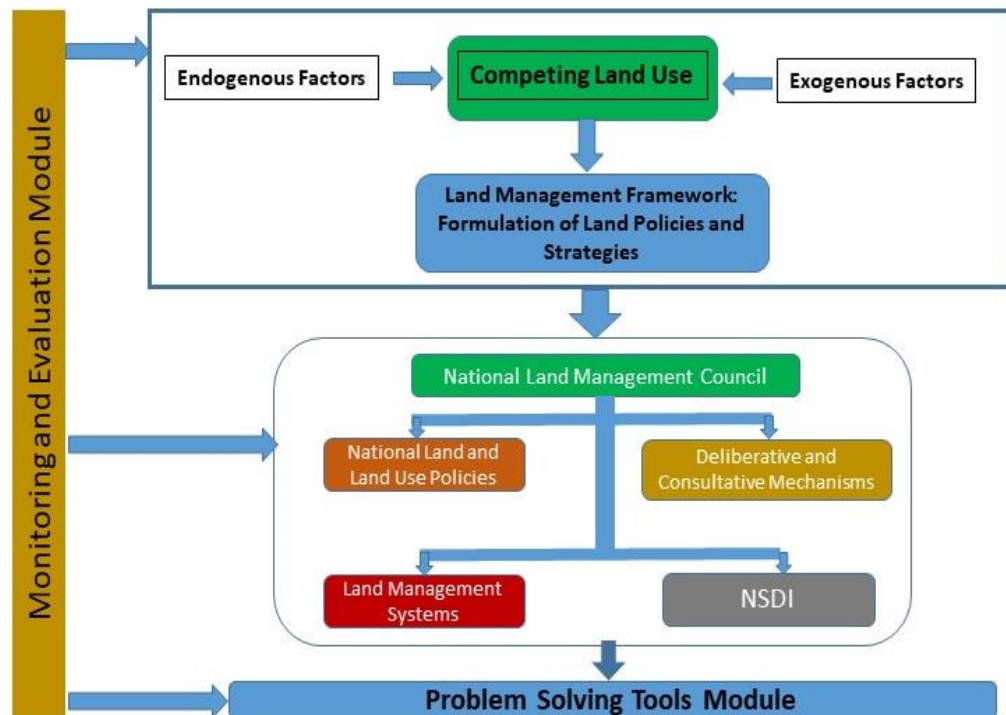 Monitoring and Evaluation Module
Endogenous Factors
Competing Land Use
Exogenous Factors
Land Management Framework:
Formulation of Land Policies and
Strategies
National Land Management Council
National Land and
Land Use Policies
Deliberative and
Consultative Mechanisms
Land Management
Systems
NSDI
Problem Solving Tools Module